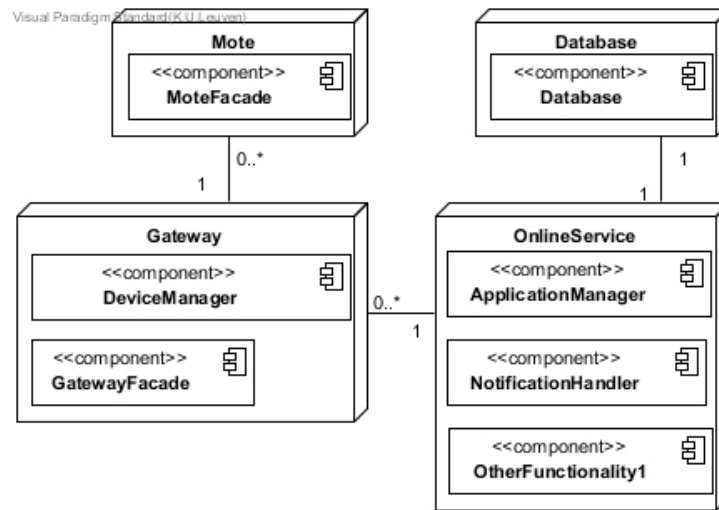 Visual Paradigm Standard(K.U.Leuven)
Mote
<<component>>
MoteFacade
Database
<<component>>
Database
0..*
1
1
1
Gateway
<<component>>
DeviceManager
<<component>>
GatewayFacade
0..*
1
OnlineService
<<component>>
ApplicationManager
<<component>>
NotificationHandler
<<component>>
OtherFunctionality1